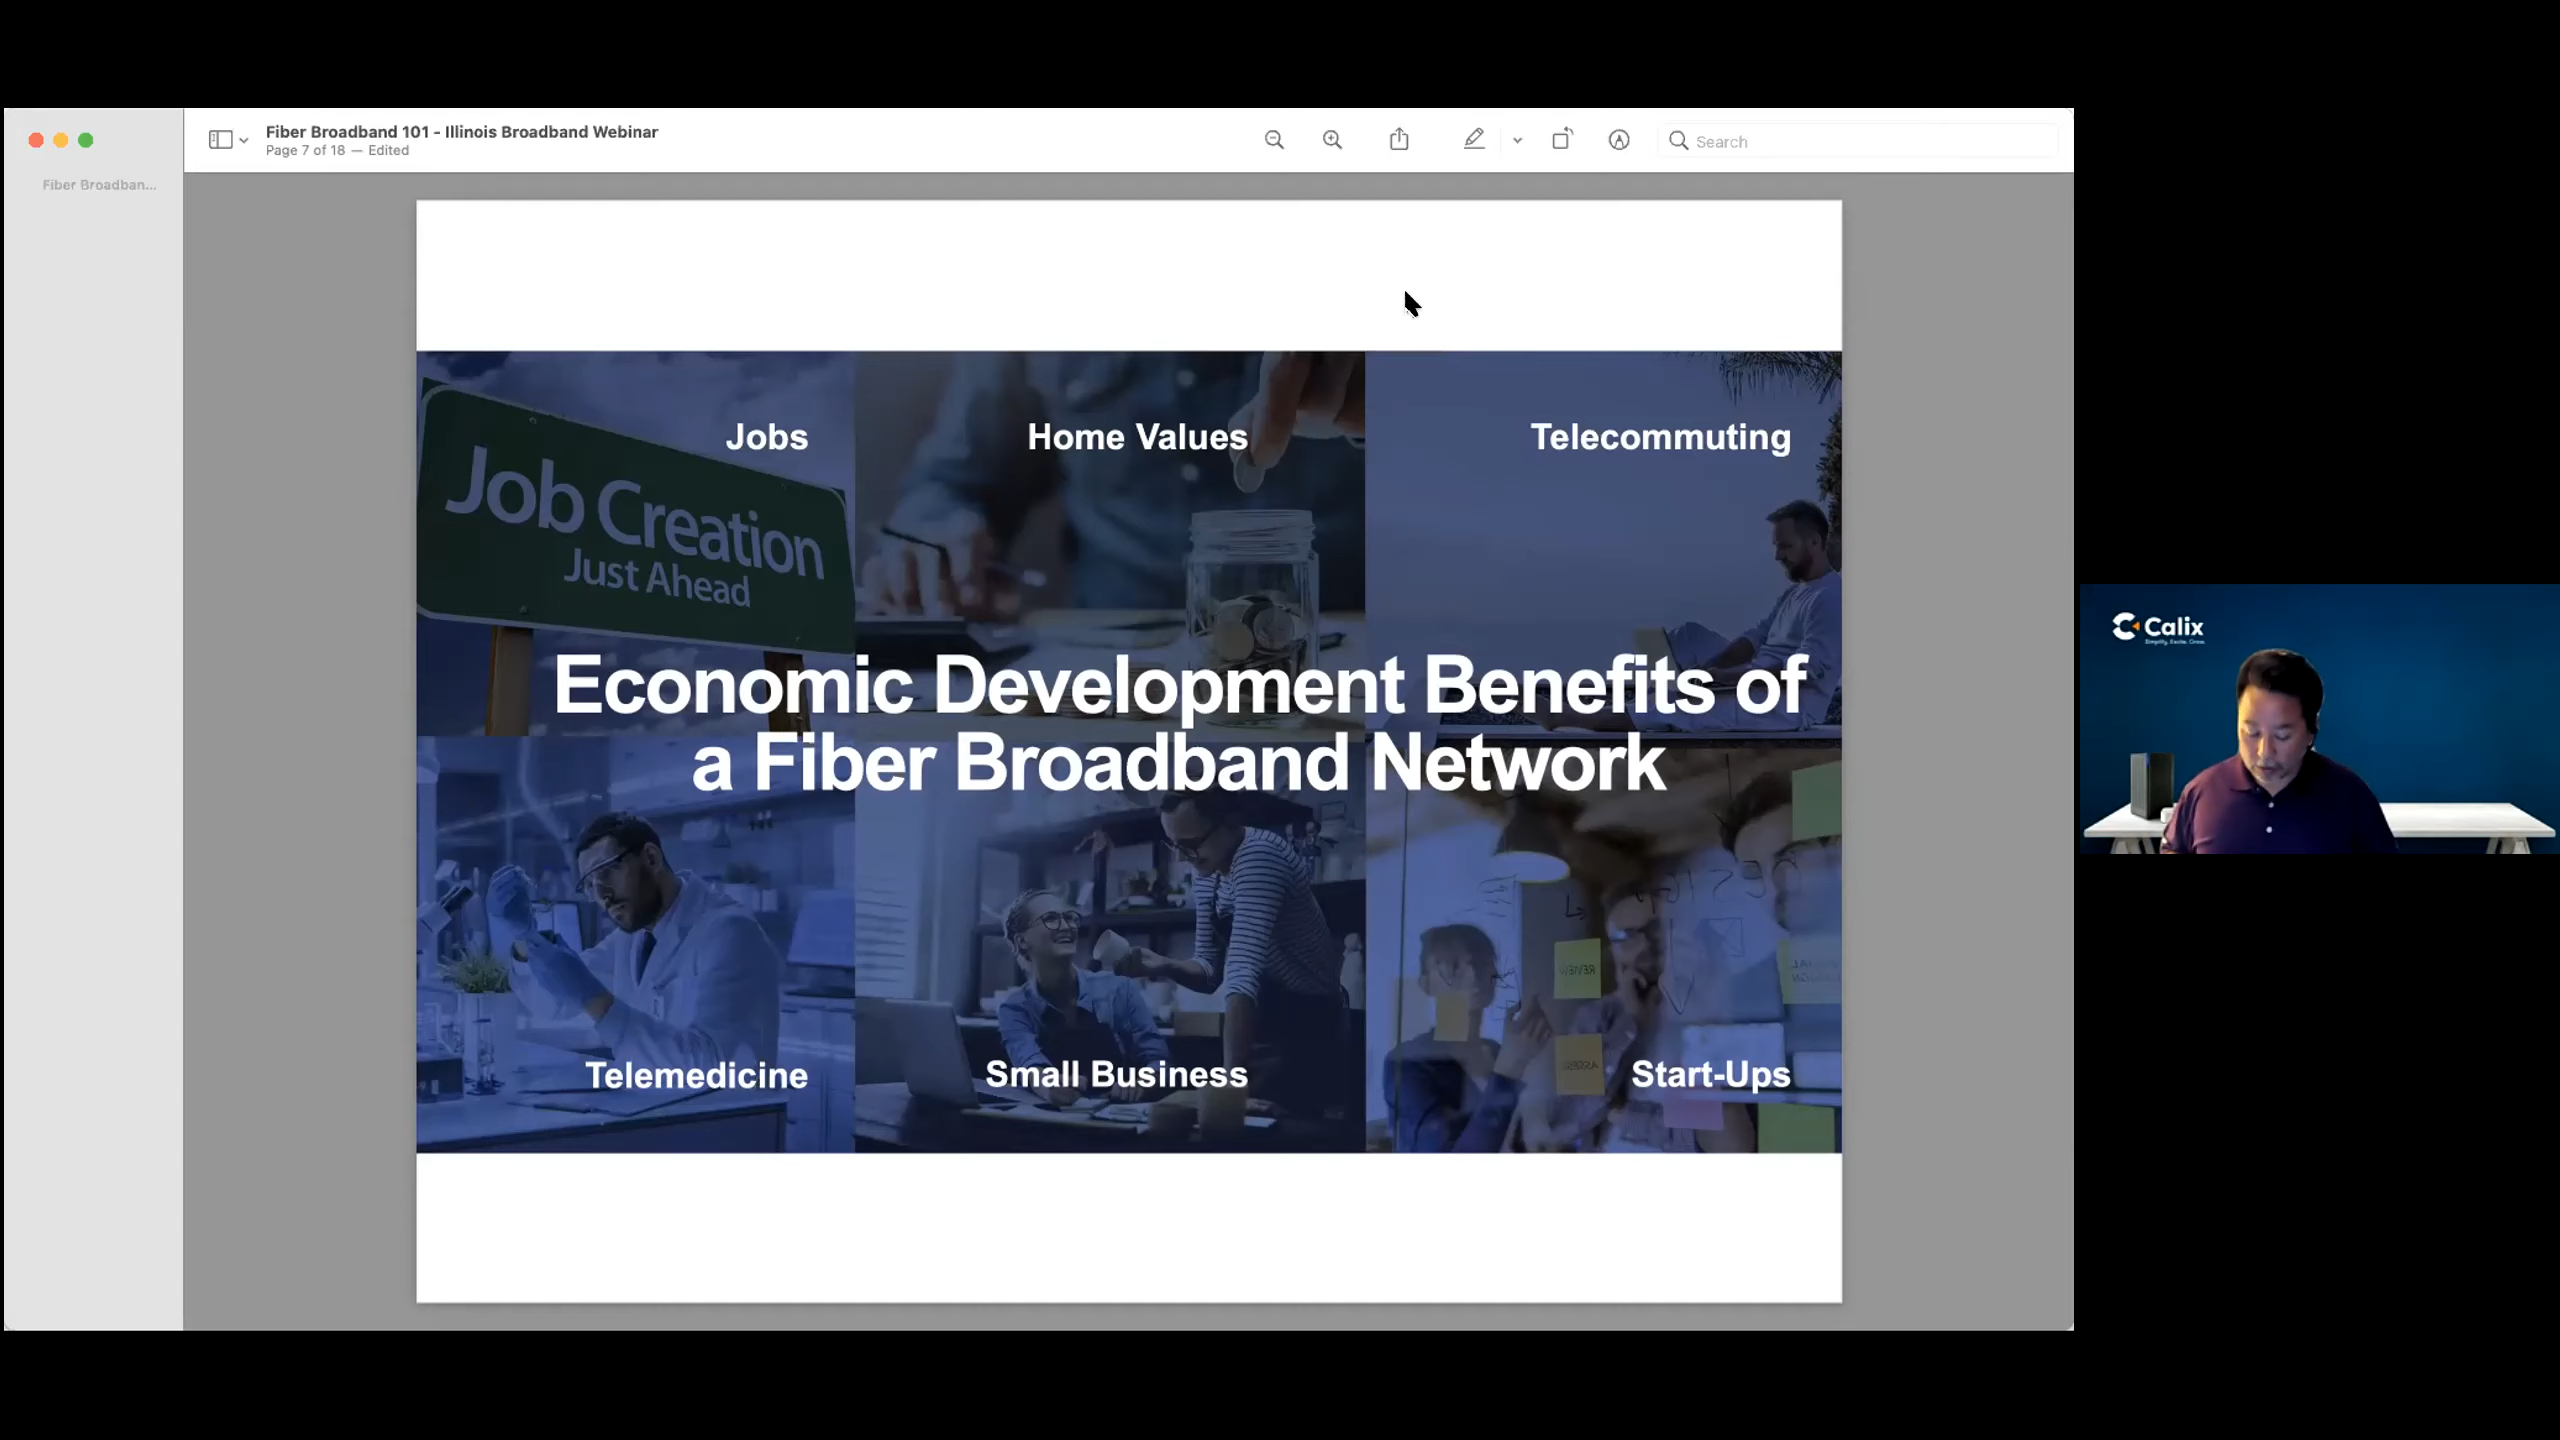 Fiber Broadband 101 - Illinois Broadband Webinar
Page 7 of 18 — Edited
Search
Fiber Broadban...
Jobs
Home Values
Telecommuting
Job Creation
Just Ahead
Economic Development Benefits of
a Fiber Broadband Network
Calix
REVIEW
Telemedicine
Small Business
Start-Ups